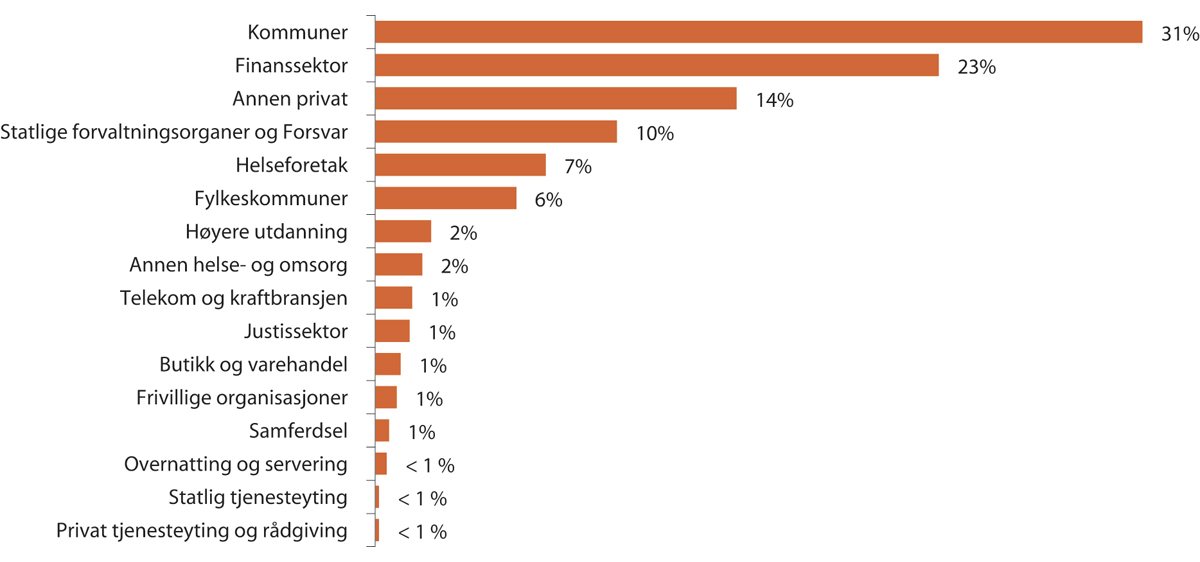 Kommuner 31%
Finanssektor 23%
Annen privat 14%
Statlige forvaltningsorganer og Forsvar 10%
Helseforetak 7%
Fylkeskommuner 6%
Høyere utdanning 2%
Annen helse- og omsorg 2%
Telekom og kraftbransjen 1%
Justissektor 1%
Butikk og varehandel 1%
Frivillige organisasjoner 1%
Samferdsel 1%
Overnatting og servering < 1 %
Statlig tjenesteyting < 1 %
Privat tjenesteyting og rådgiving < 1 %